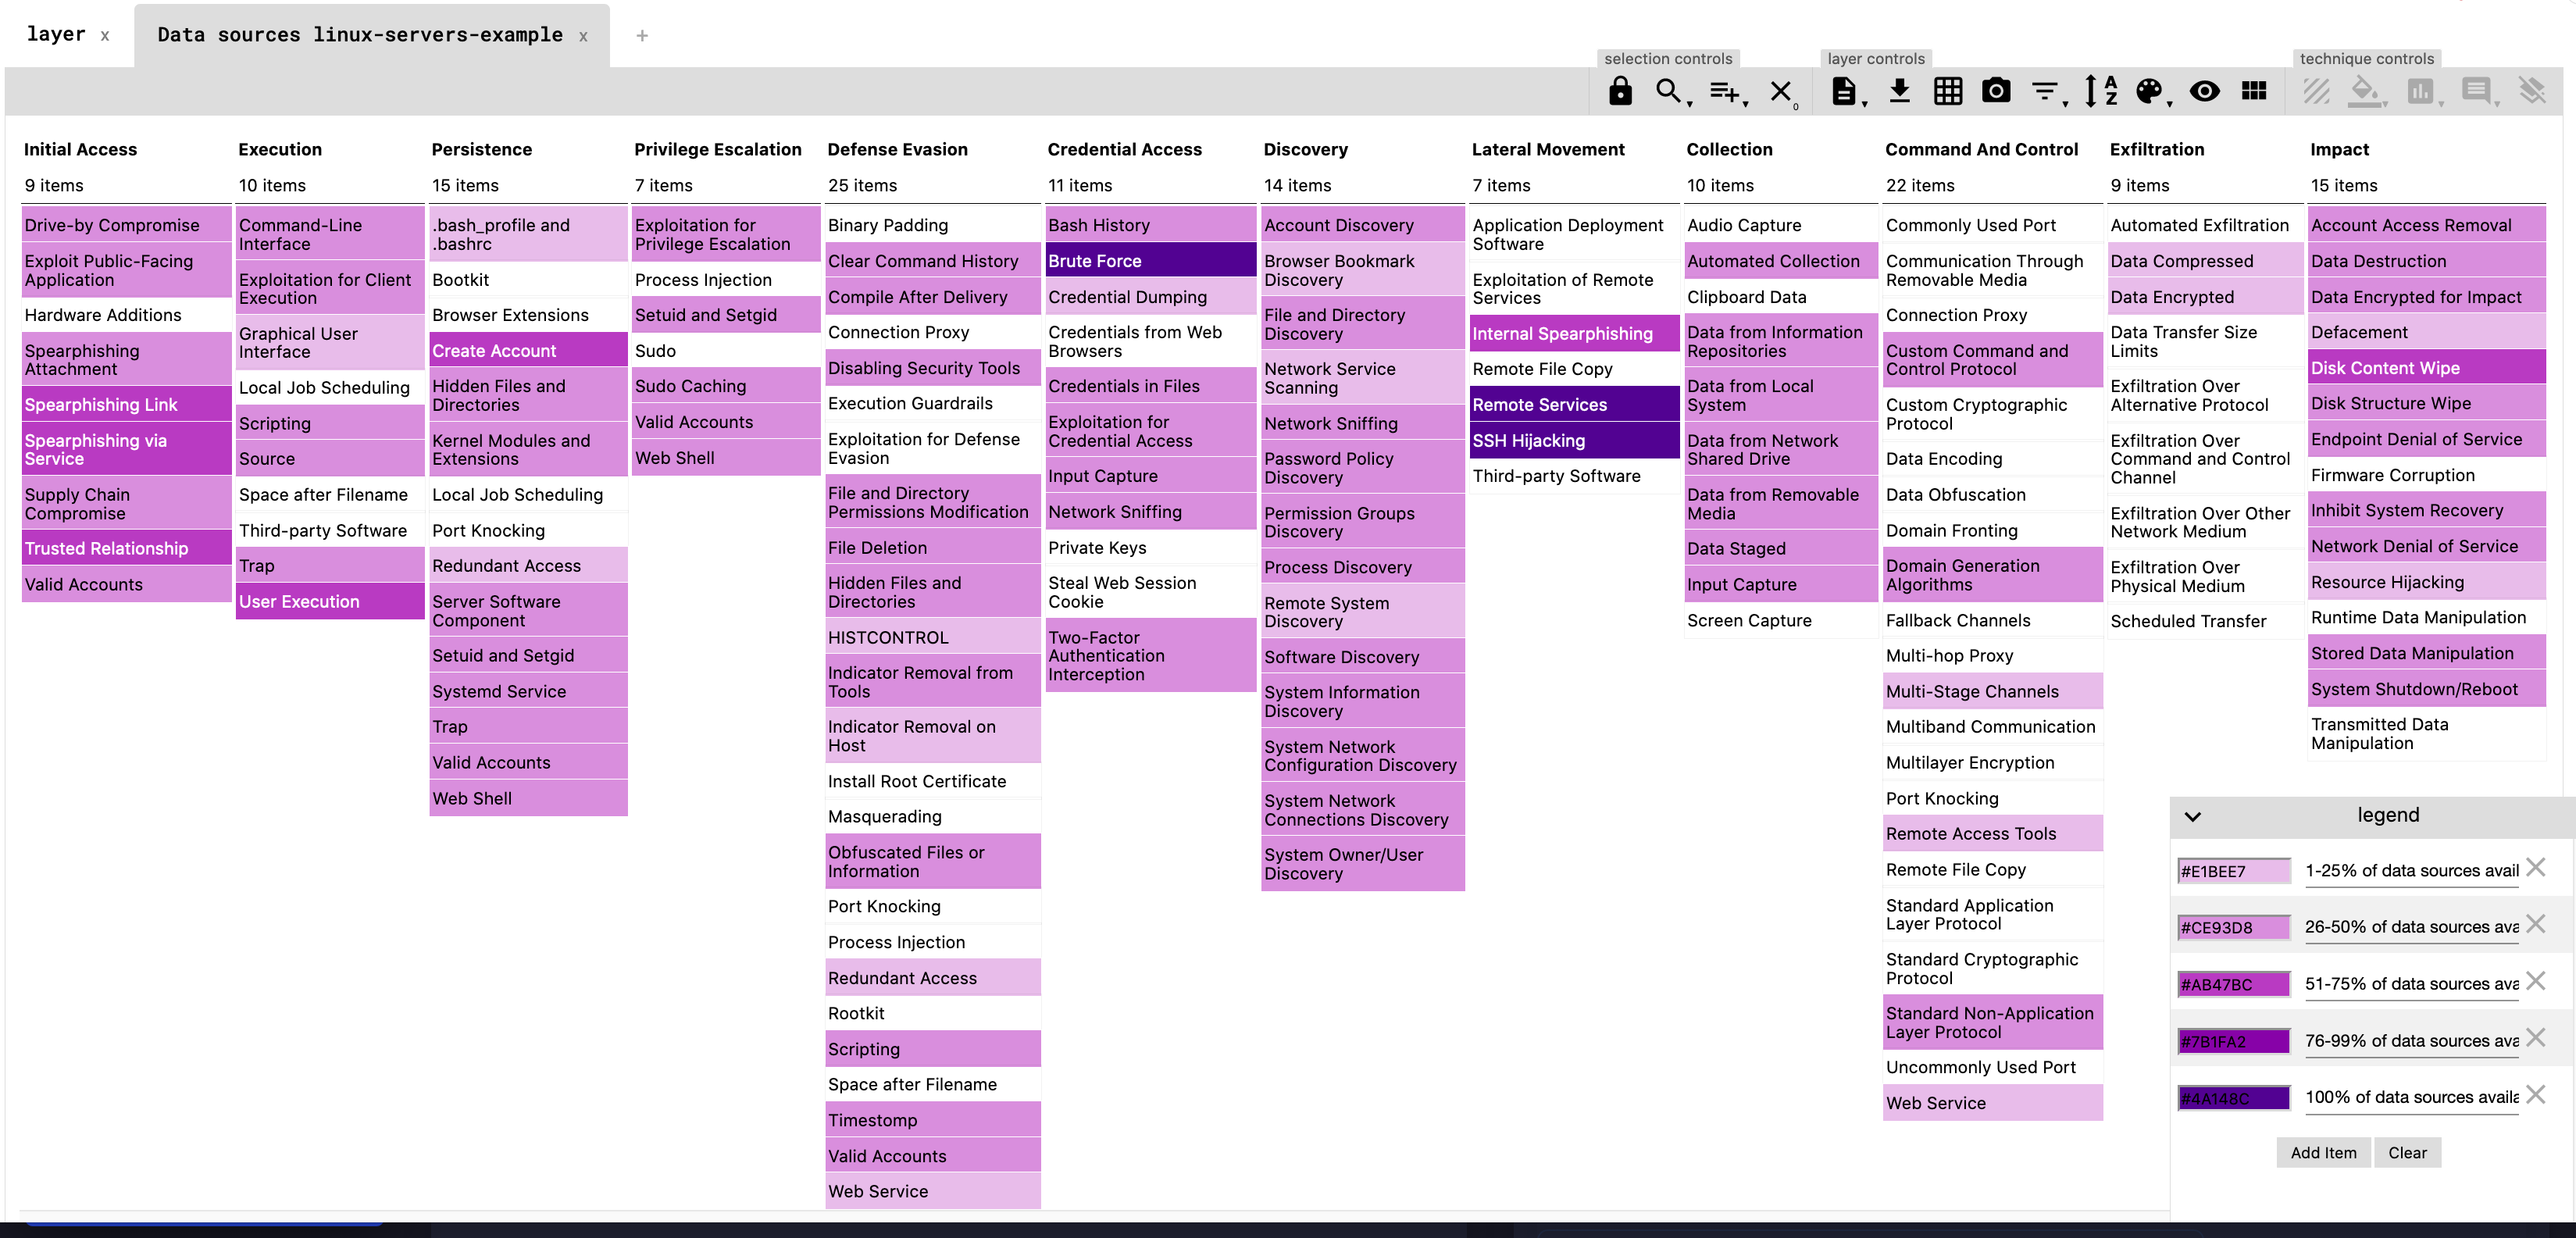 layer x
Data sources linux-servers-example x
+
selection controls
layer controls
technique controls
0
A
Z
Initial Access
9 items
Drive-by Compromise
Exploit Public-Facing
Application
Hardware Additions
Spearphishing
Attachment
Spearphishing Link
Spearphishing via
Service
Supply Chain
Compromise
Trusted Relationship
Valid Accounts
Execution
10 items
Command-Line
Interface
Exploitation for Client
Execution
Graphical User
Interface
Local Job Scheduling
Scripting
Source
Space after Filename
Third-party Software
Trap
User Execution
Persistence
15 items
.bash_profile and
.bashrc
Bootkit
Browser Extensions
Create Account
Hidden Files and
Directories
Kernel Modules and
Extensions
Local Job Scheduling
Port Knocking
Redundant Access
Server Software
Component
Setuid and Setgid
Systemd Service
Trap
Valid Accounts
Web Shell
Privilege Escalation
7 items
Exploitation for
Privilege Escalation
Process Injection
Setuid and Setgid
Sudo
Sudo Caching
Valid Accounts
Web Shell
Defense Evasion
25 items
Binary Padding
Clear Command History
Compile After Delivery
Connection Proxy
Disabling Security Tools
Execution Guardrails
Exploitation for Defense
Evasion
File and Directory
Permissions Modification
File Deletion
Hidden Files and
Directories
HISTCONTROL
Indicator Removal from
Tools
Indicator Removal on
Host
Install Root Certificate
Masquerading
Obfuscated Files or
Information
Port Knocking
Process Injection
Redundant Access
Rootkit
Scripting
Space after Filename
Timestomp
Valid Accounts
Web Service
Credential Access
11 items
Bash History
Brute Force
Credential Dumping
Credentials from Web
Browsers
Credentials in Files
Exploitation for
Credential Access
Input Capture
Network Sniffing
Private Keys
Steal Web Session
Cookie
Two-Factor
Authentication
Interception
Discovery
14 items
Account Discovery
Browser Bookmark
Discovery
File and Directory
Discovery
Network Service
Scanning
Network Sniffing
Password Policy
Discovery
Permission Groups
Discovery
Process Discovery
Remote System
Discovery
Software Discovery
System Information
Discovery
System Network
Configuration Discovery
System Network
Connections Discovery
System Owner/User
Discovery
Lateral Movement
7 items
Application Deployment
Software
Exploitation of Remote
Services
Internal Spearphishing
Remote File Copy
Remote Services
SSH Hijacking
Third-party Software
Collection
10 items
Audio Capture
Automated Collection
Clipboard Data
Data from Information
Repositories
Data from Local
System
Data from Network
Shared Drive
Data from Removable
Media
Data Staged
Input Capture
Screen Capture
Command And Control
22 items
Commonly Used Port
Communication Through
Removable Media
Connection Proxy
Custom Command and
Control Protocol
Custom Cryptographic
Protocol
Data Encoding
Data Obfuscation
Domain Fronting
Domain Generation
Algorithms
Fallback Channels
Multi-hop Proxy
Multi-Stage Channels
Multiband Communication
Multilayer Encryption
Port Knocking
Remote Access Tools
Remote File Copy
Standard Application
Layer Protocol
Standard Cryptographic
Protocol
Standard Non-Application
Layer Protocol
Uncommonly Used Port
Web Service
Exfiltration
9 items
Automated Exfiltration
Data Compressed
Data Encrypted
Data Transfer Size
Limits
Exfiltration Over
Alternative Protocol
Exfiltration Over
Command and Control
Channel
Exfiltration Over Other
Network Medium
Exfiltration Over
Physical Medium
Scheduled Transfer
Impact
15 items
Account Access Removal
Data Destruction
Data Encrypted for Impact
Defacement
Disk Content Wipe
Disk Structure Wipe
Endpoint Denial of Service
Firmware Corruption
Inhibit System Recovery
Network Denial of Service
Resource Hijacking
Runtime Data Manipulation
Stored Data Manipulation
System Shutdown/Reboot
Transmitted Data
Manipulation
legend
#E1BEE7 1-25% of data sources avail
#CE93D8 26-50% of data sources ava
#AB47BC 51-75% of data sources ava
#7B1FA2 76-99% of data sources ava
#4A148C 100% of data sources availa
Add Item Clear